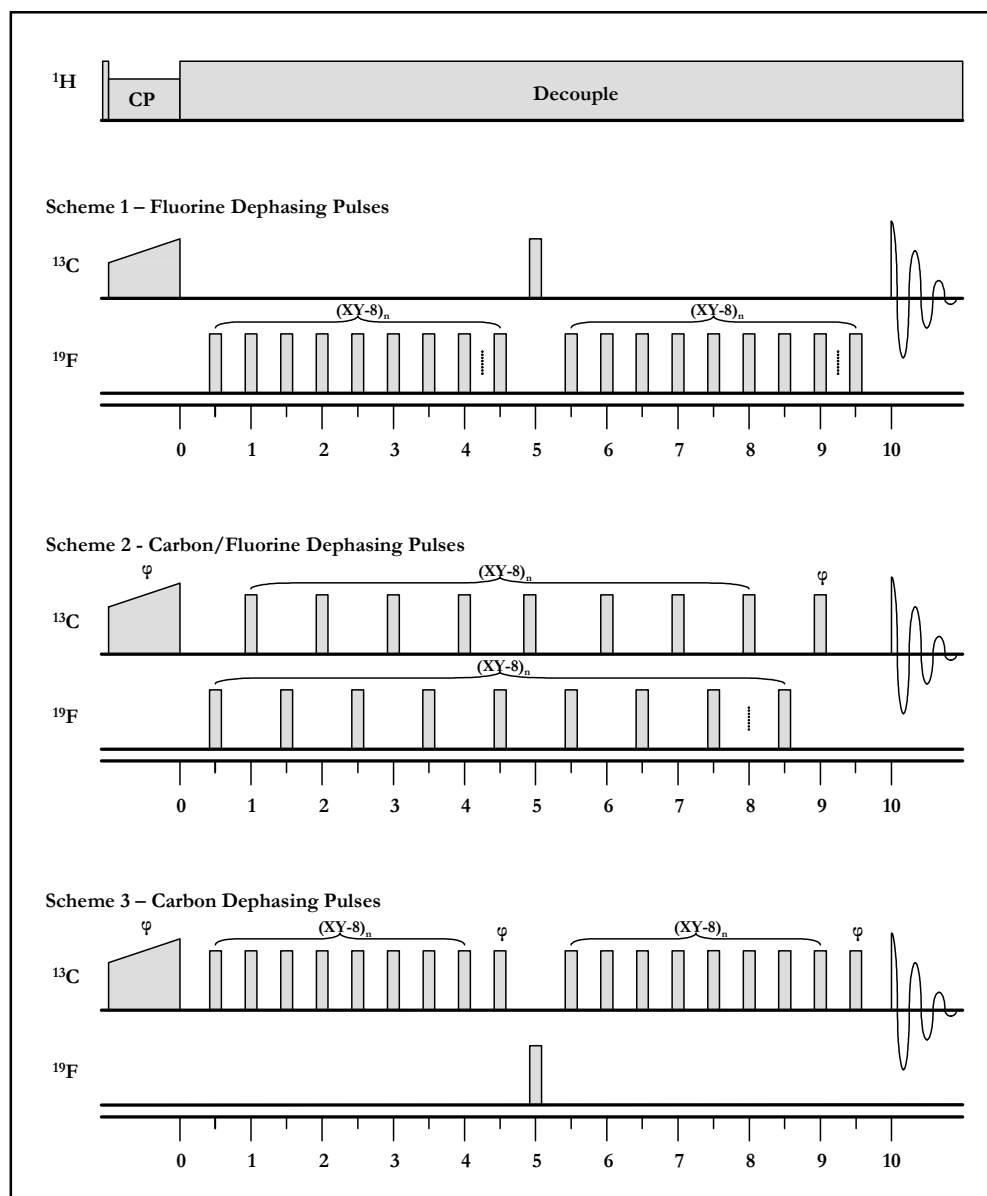 ¹H
CP
Decouple
Scheme 1 – Fluorine Dephasing Pulses
¹³C
(XY-8)ₙ (XY-8)ₙ
¹⁹F
0 1 2 3 4 5 6 7 8 9 10
Scheme 2 - Carbon/Fluorine Dephasing Pulses
φ (XY-8)ₙ φ
¹³C
(XY-8)ₙ
¹⁹F
0 1 2 3 4 5 6 7 8 9 10
Scheme 3 – Carbon Dephasing Pulses
φ (XY-8)ₙ φ (XY-8)ₙ φ
¹³C
¹⁹F
0 1 2 3 4 5 6 7 8 9 10